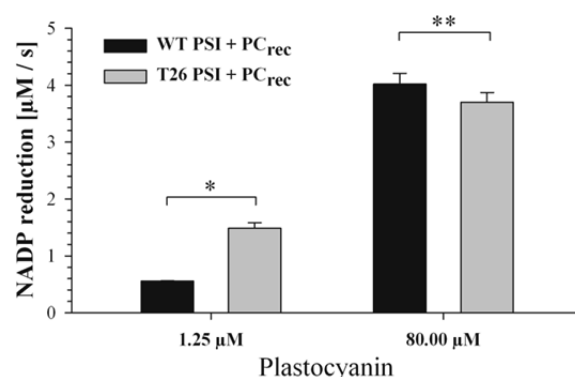 NADP reduction [µM / s]
5
4
3
2
1
0
WT PSI + PCrec
T26 PSI + PCrec
*
**
1.25 µM
80.00 µM
Plastocyanin